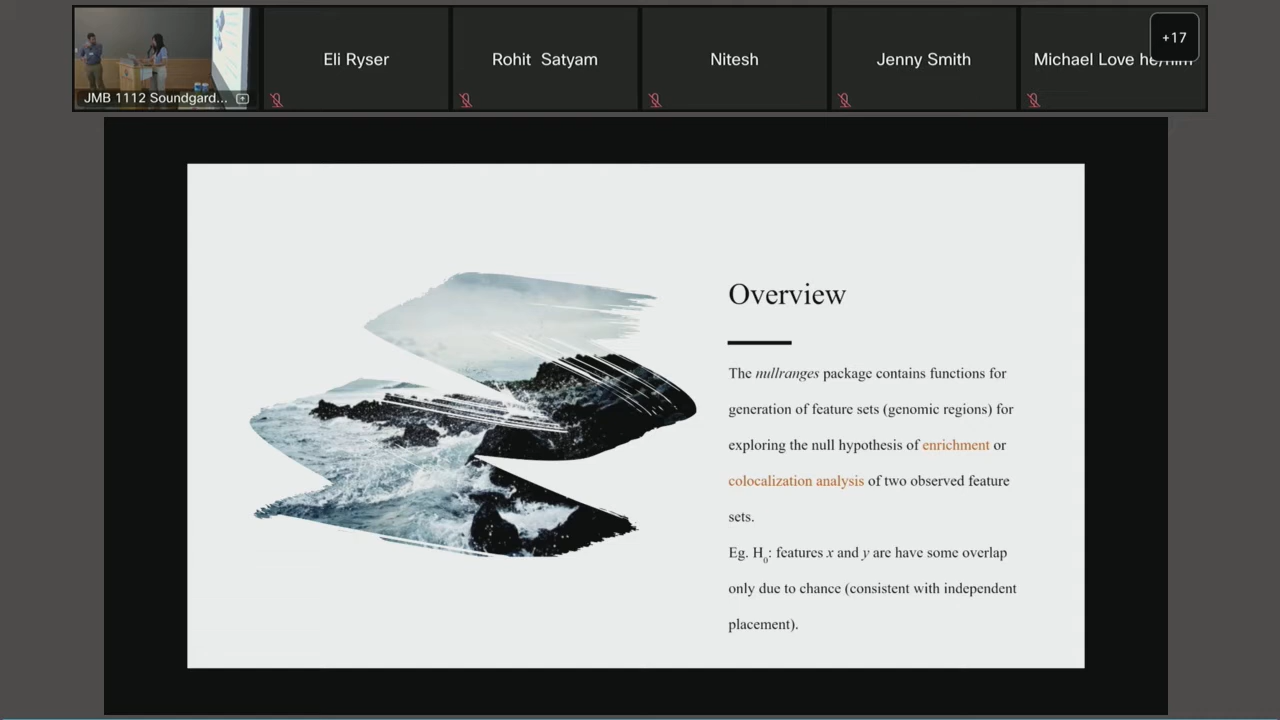 JMB 1112 Soundgard...
Eli Ryser
Rohit Satyam
Nitesh
Jenny Smith
Michael Love he/him
+17
Overview
The nullranges package contains functions for
generation of feature sets (genomic regions) for
exploring the null hypothesis of enrichment or
colocalization analysis of two observed feature
sets.
Eg. H0: features x and y are have some overlap
only due to chance (consistent with independent
placement).